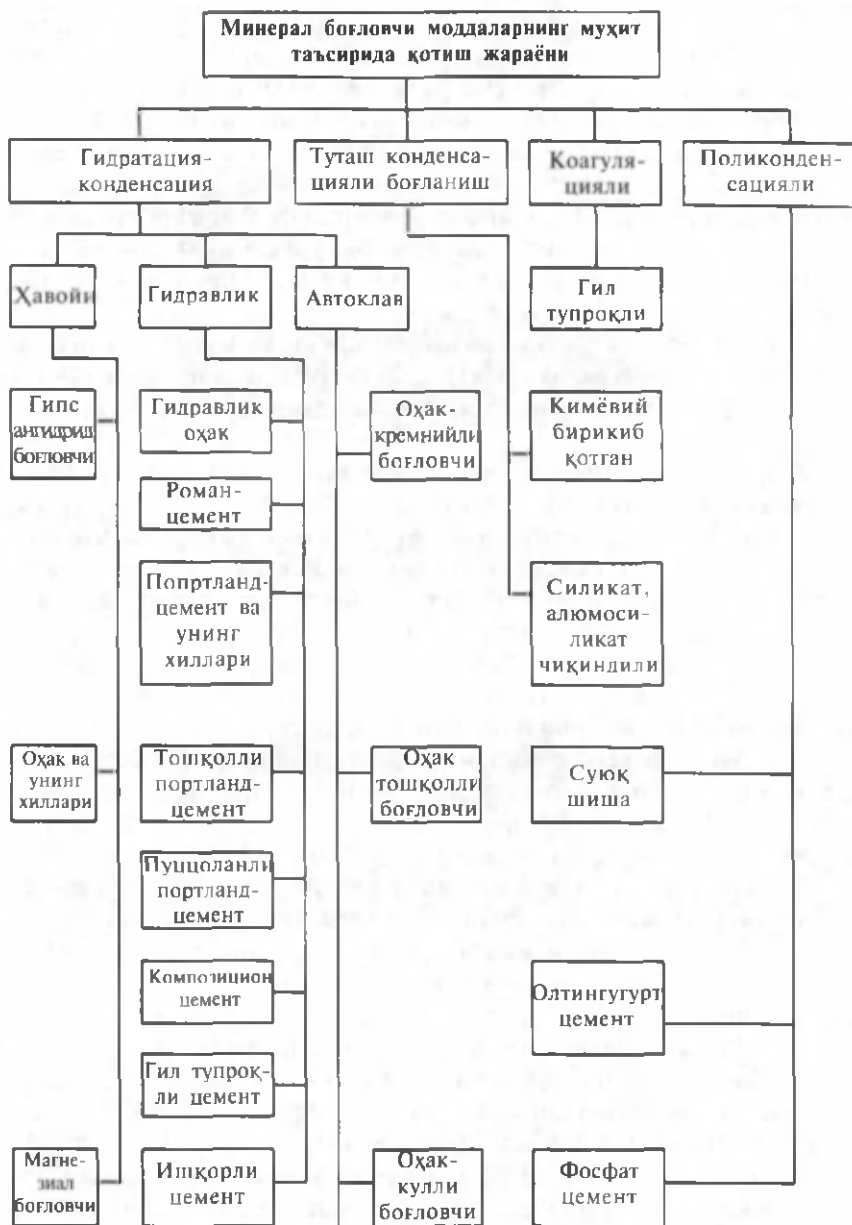 Минерал боғловчи моддаларнинг муҳит
таъсирида қотиш жараёни
Гидратация-
конденсация
Туташ конденса-
цияли боғланиш
Коагуля-
цияли
Поликонден-
сацияли
Ҳавойи
Гидравлик
Автоклав
Гил
тупроқли
Гипс
ангидрид
боғловчи
Гидравлик
оҳак
Оҳак-
кремнийли
боғловчи
Кимёвий
бирикиб
қотган
Роман-
цемент
Попртланд-
цемент ва
унинг
хиллари
Силикат,
алюмоси-
ликат
чиқиндили
Оҳак ва
унинг
хиллари
Тошқолли
портланд-
цемент
Оҳак
тошқолли
боғловчи
Суюқ
шиша
Пуццоланли
портланд-
цемент
Композицион
цемент
Олтингугурт
цемент
Гил тупроқ-
ли цемент
Магне-
зиал
боғловчи
Ишқорли
цемент
Оҳак-
кулли
боғловчи
Фосфат
цемент